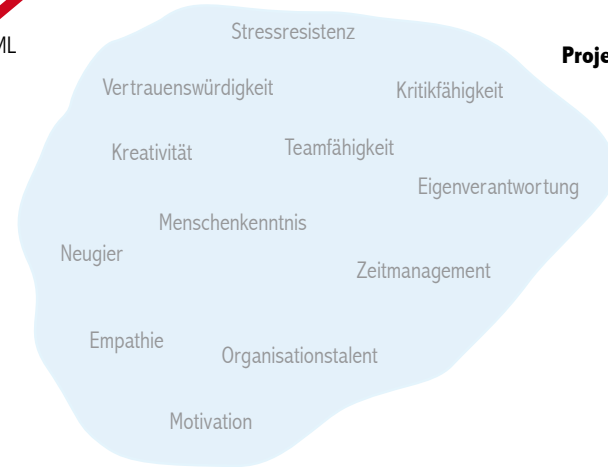 Stressresistenz
ML
Proje
Vertrauenswürdigkeit
Kritikfähigkeit
Kreativität
Teamfähigkeit
Eigenverantwortung
Menschenkenntnis
Neugier
Zeitmanagement
Empathie
Organisationstalent
Motivation